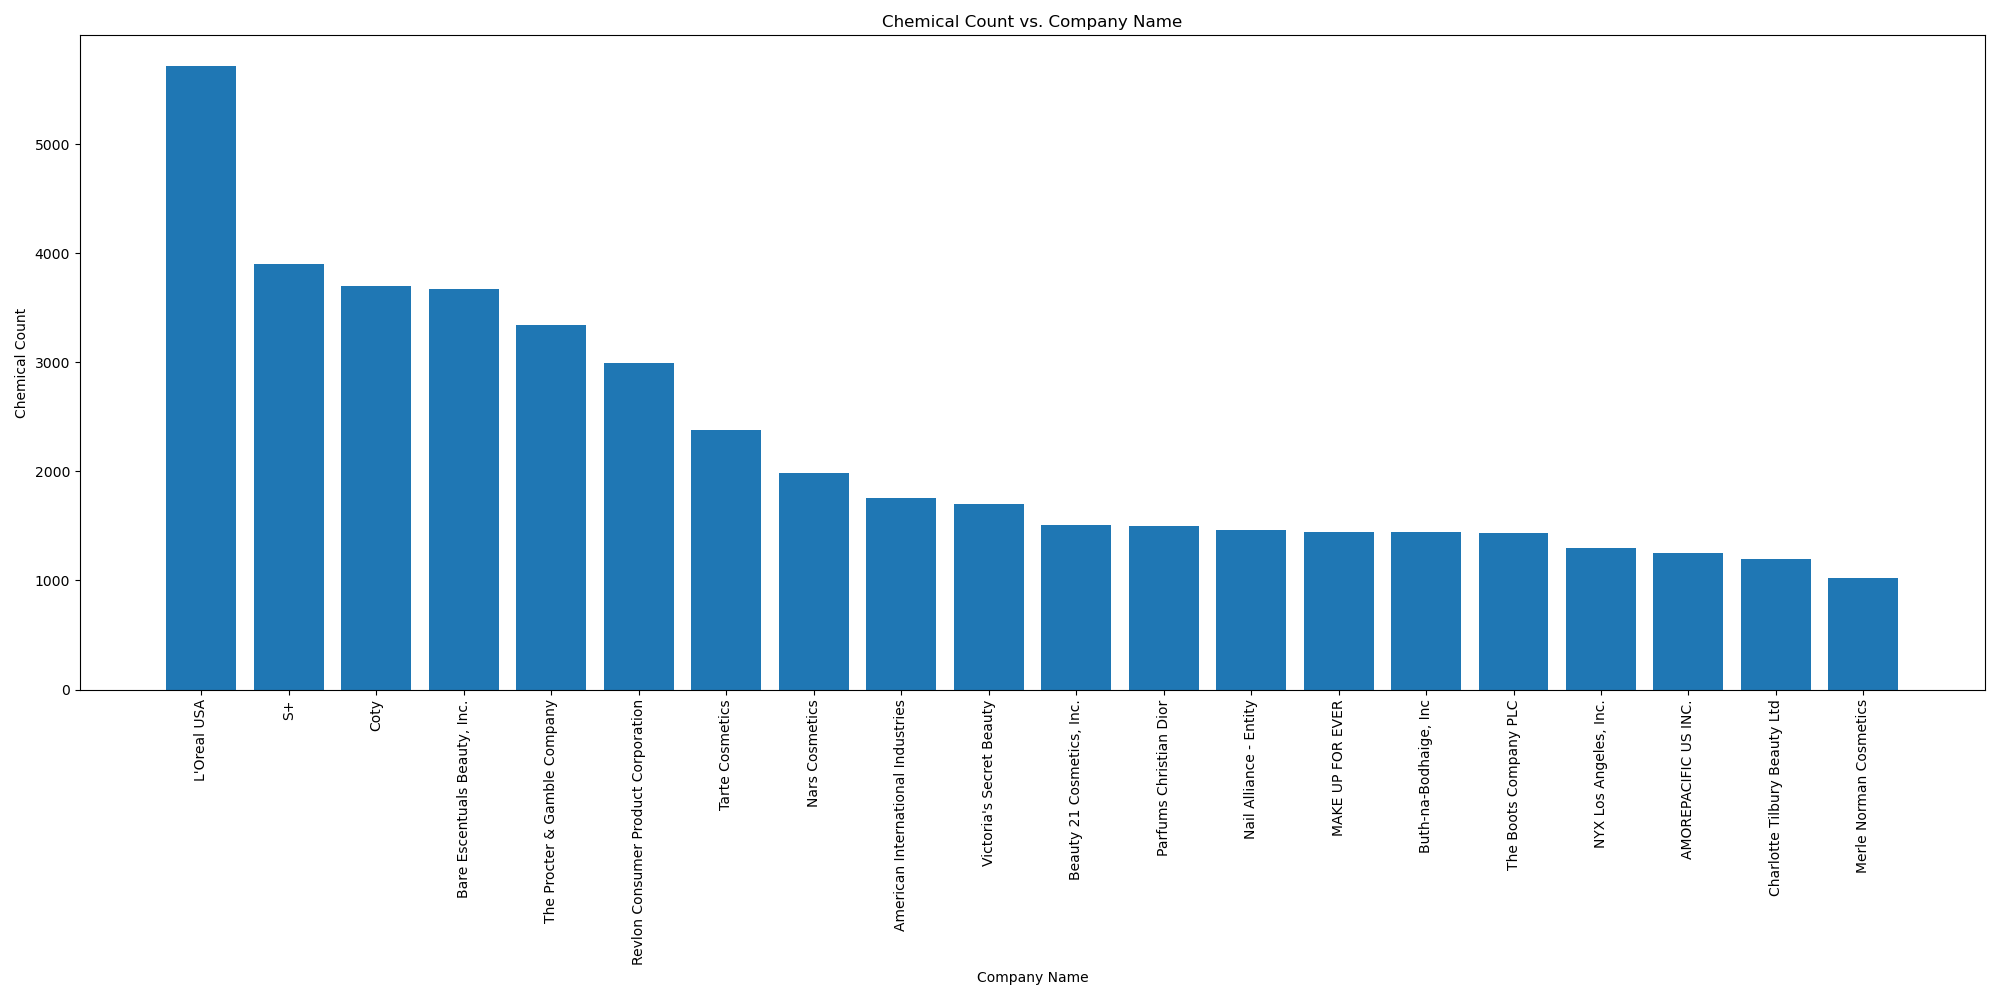 Chemical Count vs. Company Name
Chemical Count
5000
4000
3000
2000
1000
0
L'Oreal USA
S+
Coty
Bare Escentuals Beauty, Inc.
The Procter & Gamble Company
Revlon Consumer Product Corporation
Tarte Cosmetics
Nars Cosmetics
American International Industries
Victoria's Secret Beauty
Beauty 21 Cosmetics, Inc.
Parfums Christian Dior
Nail Alliance - Entity
MAKE UP FOR EVER
Buth-na-Bodhaige, Inc
The Boots Company PLC
NYX Los Angeles, Inc.
AMOREPACIFIC US INC.
Charlotte Tilbury Beauty Ltd
Merle Norman Cosmetics
Company Name